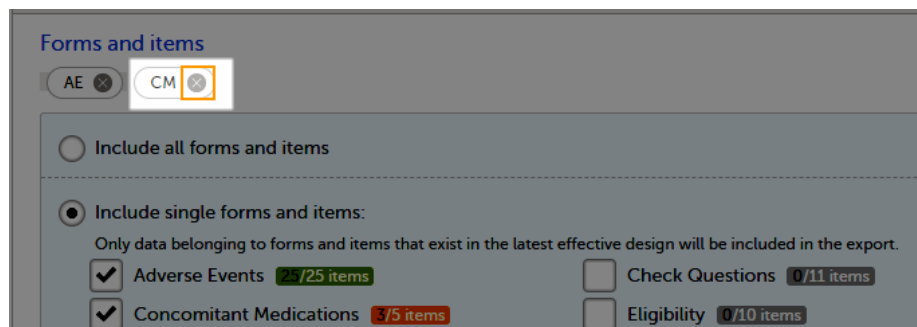 Forms and items
AE CM
Include all forms and items
Include single forms and items:
Only data belonging to forms and items that exist in the latest effective design will be included in the export.
Adverse Events 25/25 items Check Questions 0/11 items
Concomitant Medications 3/5 items Eligibility 0/10 items